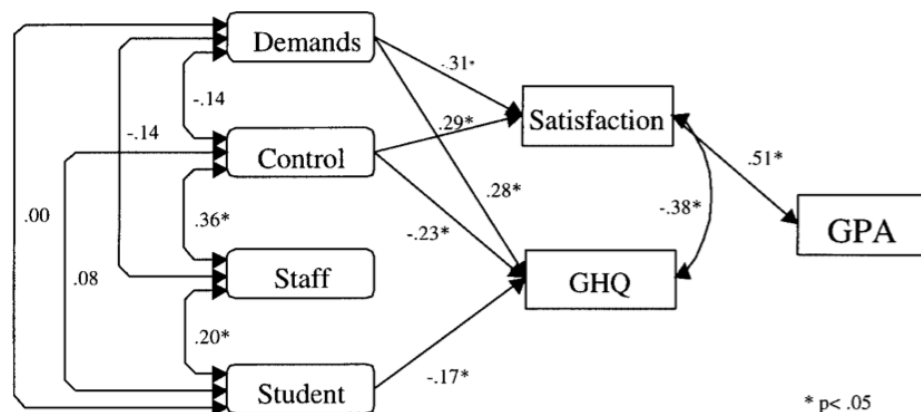 Demands
-.31*
-.14
Satisfaction
.29*
-.14
Control
.51*
.28*
.00
.36*
-.38*
-.23*
GPA
.08
Staff
GHQ
.20*
-.17*
Student
* p< .05